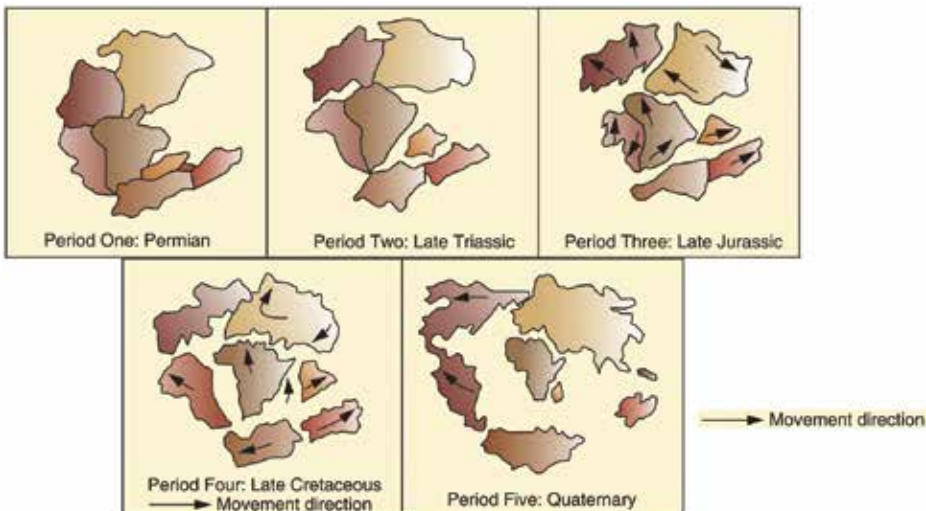 Period One: Permian
Period Two: Late Triassic
Period Three: Late Jurassic
Period Four: Late Cretaceous
Movement direction
Period Five: Quaternary
Movement direction